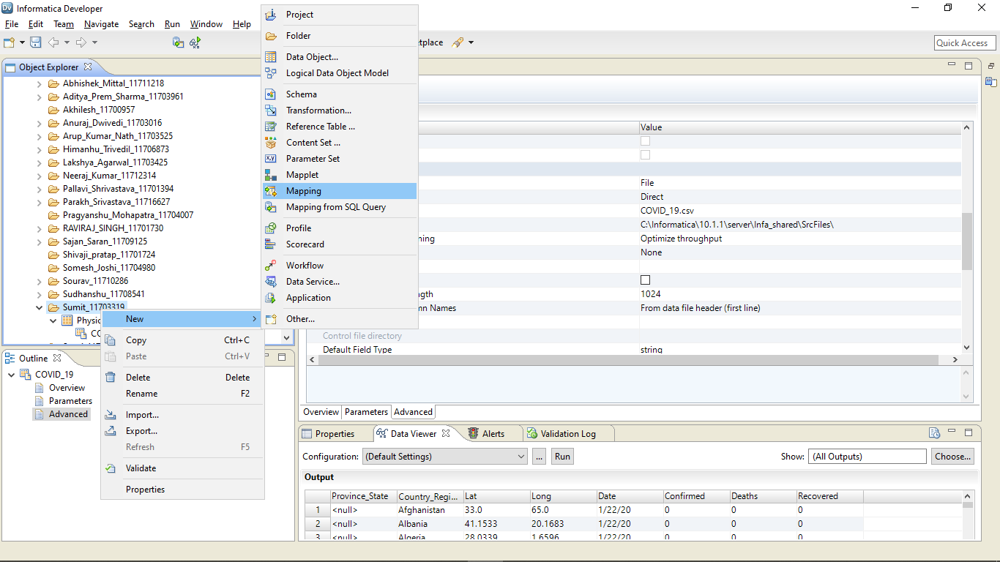 Informatica Developer
File Edit Team Navigate Search Run Window Help
Quick Access
Object Explorer
Abhishek_Mittal_11711218
Aditya_Prem_Sharma_11703961
Akhilesh_11700957
Anuraj_Dwivedi_11703016
Arup_Kumar_Nath_11703525
Himanhu_Trivedil_11706873
Lakshya_Agarwal_11703425
Neeraj_Kumar_11712314
Pallavi_Shrivastava_11701394
Parakh_Srivastava_11716627
Pragyanshu_Mohapatra_11704007
RAVIRAJ_SINGH_11701730
Sajan_Saran_11709125
Shivaji_pratap_11701724
Somesh_Joshi_11704980
Sourav_11710286
Sudhanshu_11708541
Sumit_11703319
Physic
CO
Project
Folder
Data Object...
Logical Data Object Model
Schema
Transformation...
Reference Table ...
Content Set ...
Parameter Set
Mapplet
Mapping
Mapping from SQL Query
Profile
Scorecard
Workflow
Data Service...
Application
Other...
New
Copy Ctrl+C
Paste Ctrl+V
Delete Delete
Rename F2
Import...
Export...
Refresh F5
Validate
Properties
Outline
COVID_19
Overview
Parameters
Advanced
tplace
Value
File
Direct
COVID_19.csv
C:\Informatica\10.1.1\server\Infa_shared\SrcFiles\
ning Optimize throughput
None
ngth 1024
mn Names From data file header (first line)
Control file directory
Default Field Type string
Overview Parameters Advanced
Properties Data Viewer Alerts Validation Log
Configuration: (Default Settings) ... Run Show: (All Outputs) Choose...
Output
Province_State Country_Regi... Lat Long Date Confirmed Deaths Recovered
1 <null> Afghanistan 33.0 65.0 1/22/20 0 0 0
2 <null> Albania 41.1533 20.1683 1/22/20 0 0 0
3 <null> Algeria 28.0339 1.6596 1/22/20 0 0 0